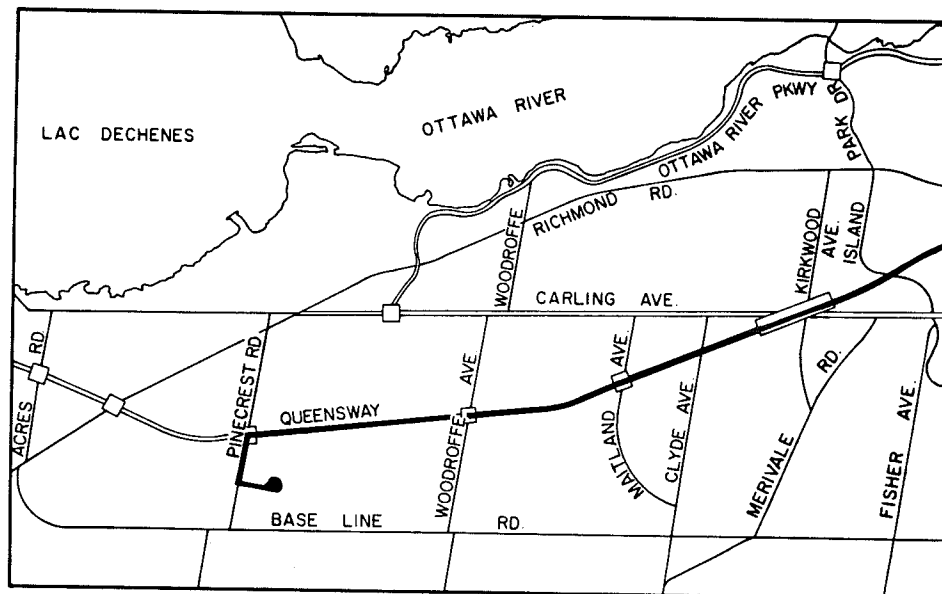 LAC DECHENES
OTTAWA RIVER
OTTAWA RIVER PKWY
PARK DR
ISLAND
RICHMOND RD.
WOODROFFE
KIRKWOOD
AVE.
CARLING AVE.
ACRES RD
PINECREST RD
QUEENSWAY
WOODROFFE AVE.
MAITLAND AVE.
CLYDE AVE.
MERIVALE RD.
FISHER AVE.
BASE LINE RD.